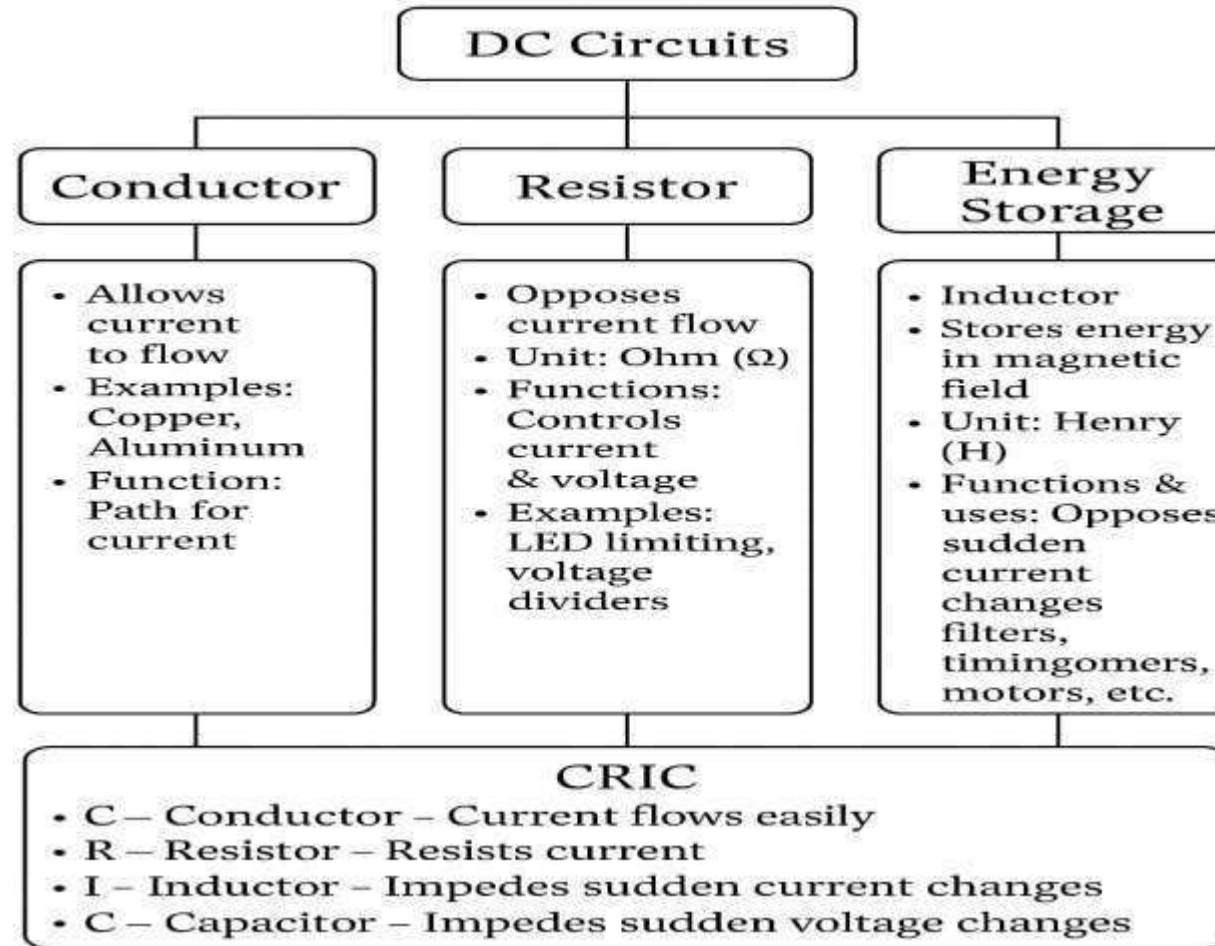 DC Circuits
Conductor
• Allows
current
to flow
• Examples:
Copper,
Aluminum
• Function:
Path for
current
Resistor
• Opposes
current flow
• Unit: Ohm (Ω)
• Functions:
Controls
current
& voltage
• Examples:
LED limiting,
voltage
dividers
Energy
Storage
• Inductor
• Stores energy
in magnetic
field
• Unit: Henry
(H)
• Functions &
uses: Opposes
sudden
current
changes
filters,
timingomers,
motors, etc.
CRIC
• C – Conductor – Current flows easily
• R – Resistor – Resists current
• I – Inductor – Impedes sudden current changes
• C – Capacitor – Impedes sudden voltage changes